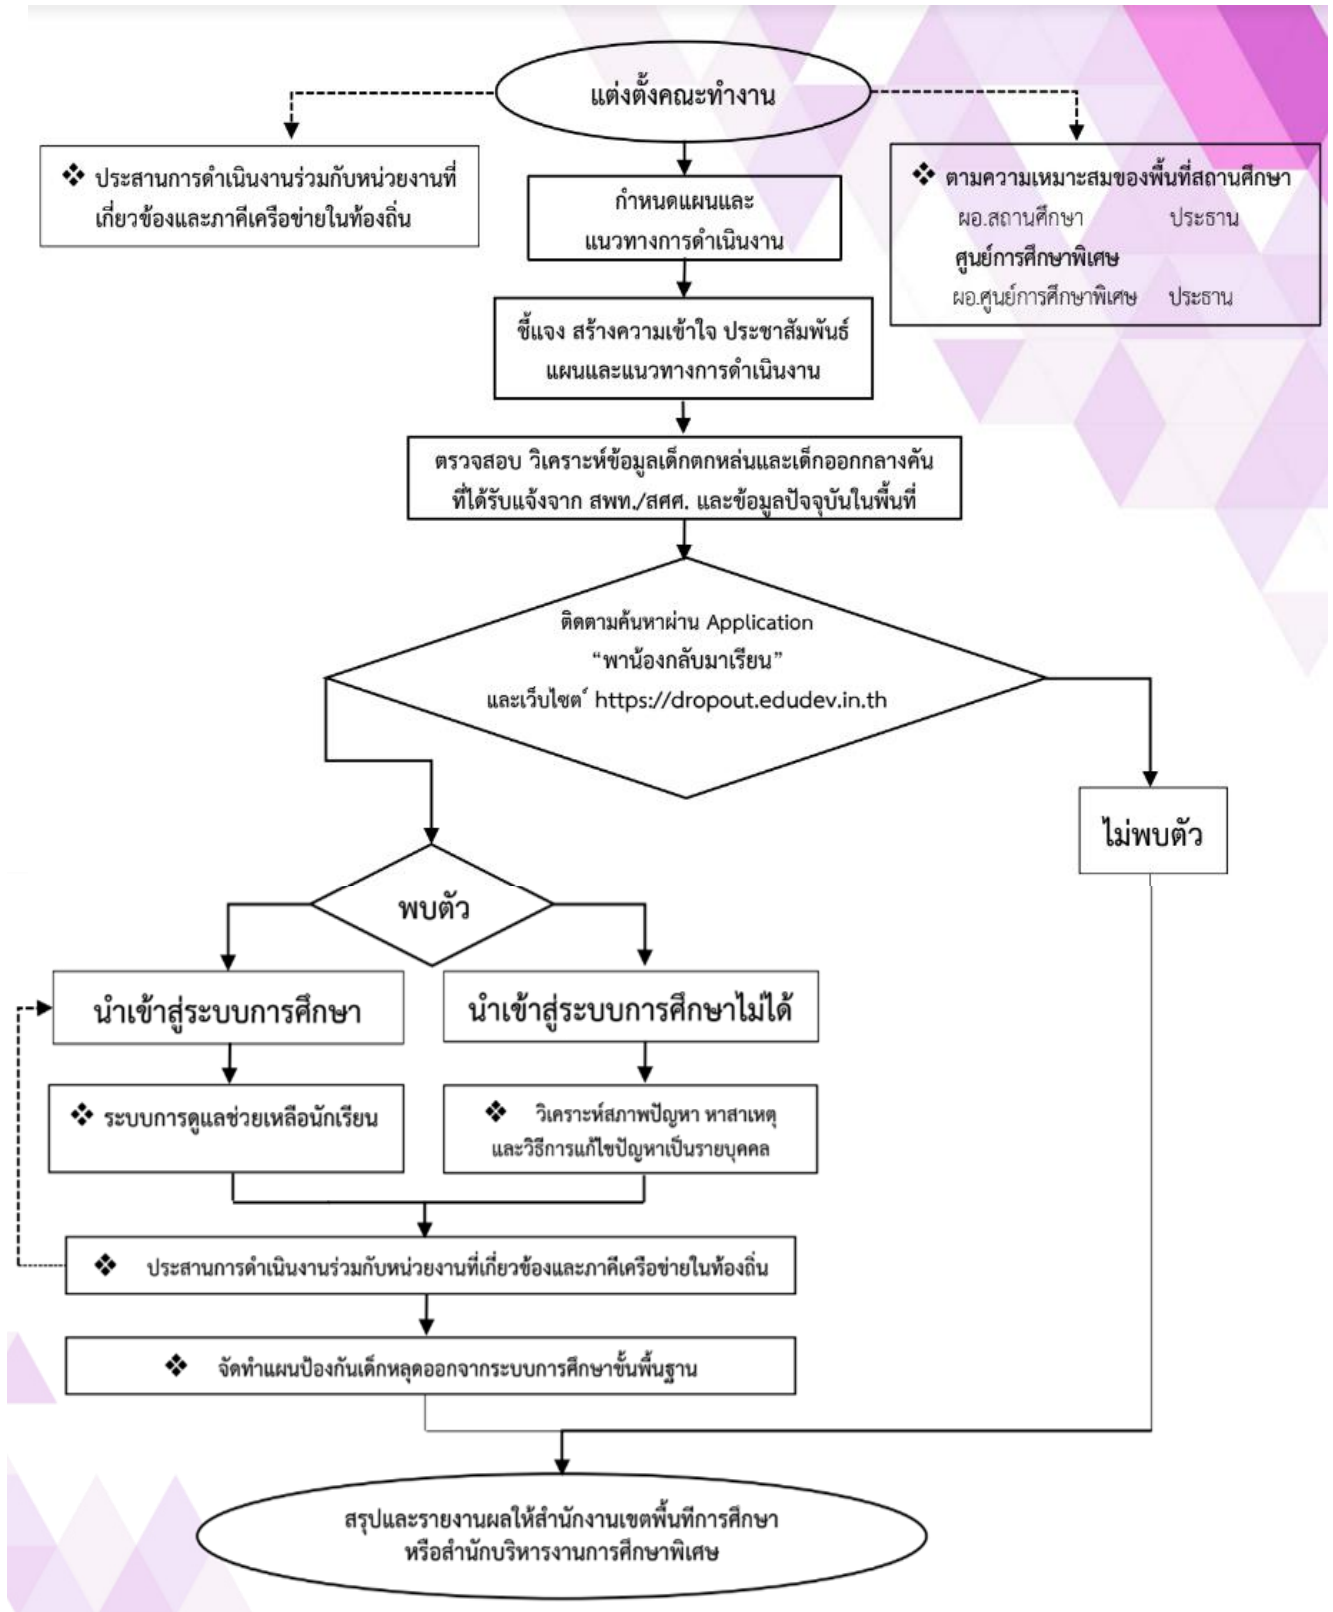 แต่งตั้งคณะทำงาน
❖ ประสานการดำเนินงานร่วมกับหน่วยงานที่
เกี่ยวข้องและภาคีเครือข่ายในท้องถิ่น
กำหนดแผนและ
แนวทางการดำเนินงาน
❖ ตามความเหมาะสมของพื้นที่สถานศึกษา
ผอ.สถานศึกษา ประธาน
ศูนย์การศึกษาพิเศษ
ผอ.ศูนย์การศึกษาพิเศษ ประธาน
ชี้แจง สร้างความเข้าใจ ประชาสัมพันธ์
แผนและแนวทางการดำเนินงาน
ตรวจสอบ วิเคราะห์ข้อมูลเด็กตกหล่นและเด็กออกกลางคัน
ที่ได้รับแจ้งจาก สพท./สศศ. และข้อมูลปัจจุบันในพื้นที่
ติดตามค้นหาผ่าน Application
“พาน้องกลับมาเรียน”
และเว็บไซต์ https://dropout.edudev.in.th
ไม่พบตัว
พบตัว
นำเข้าสู่ระบบการศึกษา
นำเข้าสู่ระบบการศึกษาไม่ได้
❖ ระบบการดูแลช่วยเหลือนักเรียน
❖ วิเคราะห์สภาพปัญหา หาสาเหตุ
และวิธีการแก้ไขปัญหาเป็นรายบุคคล
❖ ประสานการดำเนินงานร่วมกับหน่วยงานที่เกี่ยวข้องและภาคีเครือข่ายในท้องถิ่น
❖ จัดทำแผนป้องกันเด็กหลุดออกจากระบบการศึกษาขั้นพื้นฐาน
สรุปและรายงานผลให้สำนักงานเขตพื้นที่การศึกษา
หรือสำนักบริหารงานการศึกษาพิเศษ